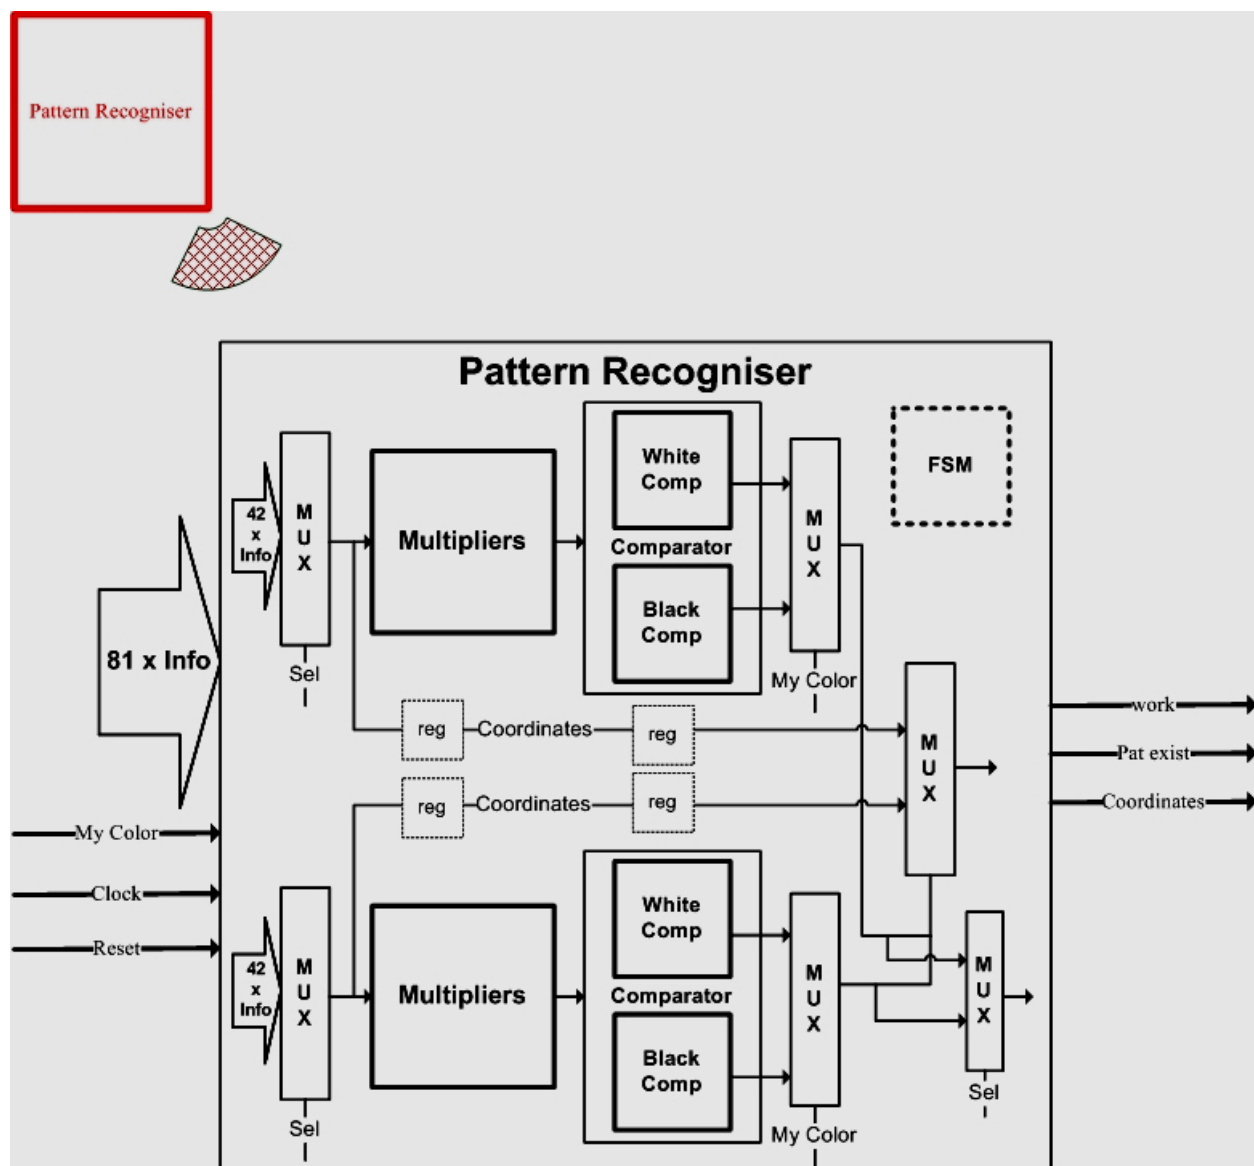 Pattern Recogniser
Pattern Recogniser
FSM
White
Comp
42
x
Info
M
U
X
Multipliers
Comparator
M
U
X
Black
Comp
81 x Info
Sel
My Color
reg
Coordinates
reg
M
U
X
work
Pat exist
reg
Coordinates
reg
Coordinates
My Color
Clock
Reset
White
Comp
42
x
Info
M
U
X
Multipliers
Comparator
M
U
X
M
U
X
Black
Comp
Sel
Sel
My Color